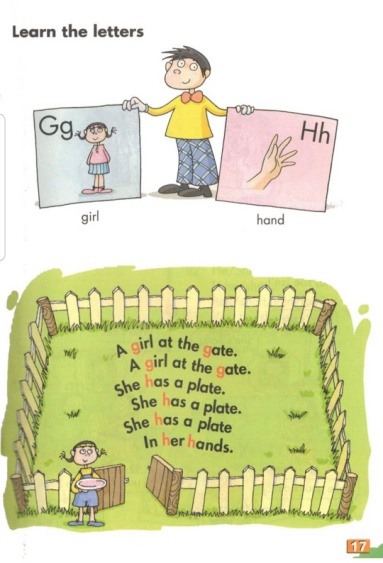 Learn the letters
Gg
Hh
girl
hand
A girl at the gate.
A girl at the gate.
She has a plate.
She has a plate.
She has a plate
In her hands.
17